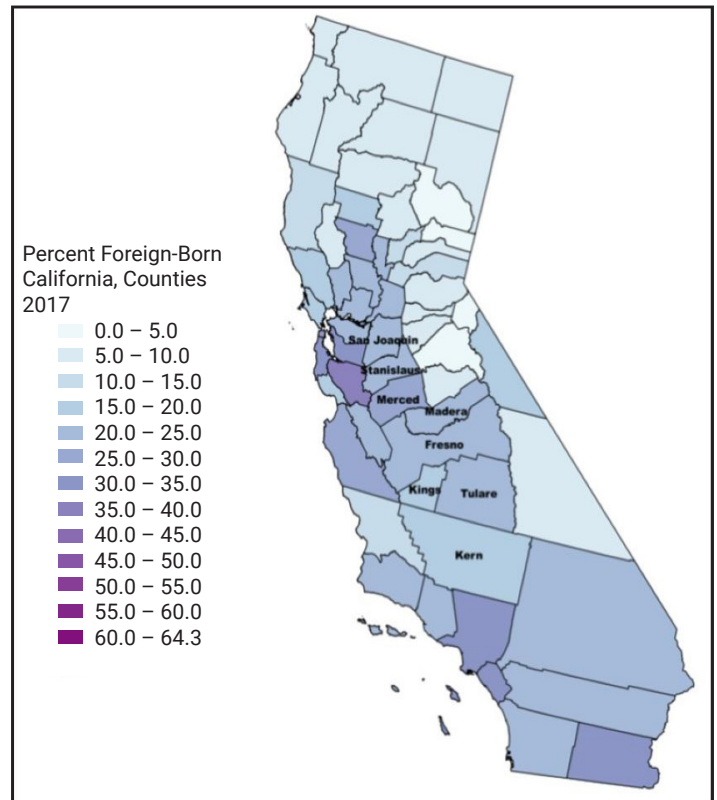 Percent Foreign-Born
California, Counties
2017
0.0 – 5.0
5.0 – 10.0
10.0 – 15.0
15.0 – 20.0
20.0 – 25.0
25.0 – 30.0
30.0 – 35.0
35.0 – 40.0
40.0 – 45.0
45.0 – 50.0
50.0 – 55.0
55.0 – 60.0
60.0 – 64.3
San Joaquin
Stanislaus
Merced
Madera
Fresno
Kings
Tulare
Kern